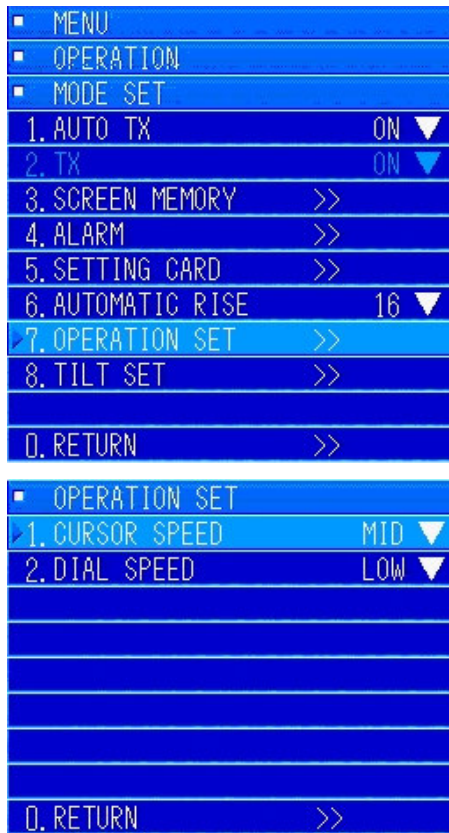 MENU
OPERATION
MODE SET
1. AUTO TX ON ▼
2. TX ON ▼
3. SCREEN MEMORY >>
4. ALARM >>
5. SETTING CARD >>
6. AUTOMATIC RISE 16 ▼
7. OPERATION SET >>
8. TILT SET >>
0. RETURN >>
OPERATION SET
1. CURSOR SPEED MID ▼
2. DIAL SPEED LOW ▼
0. RETURN >>